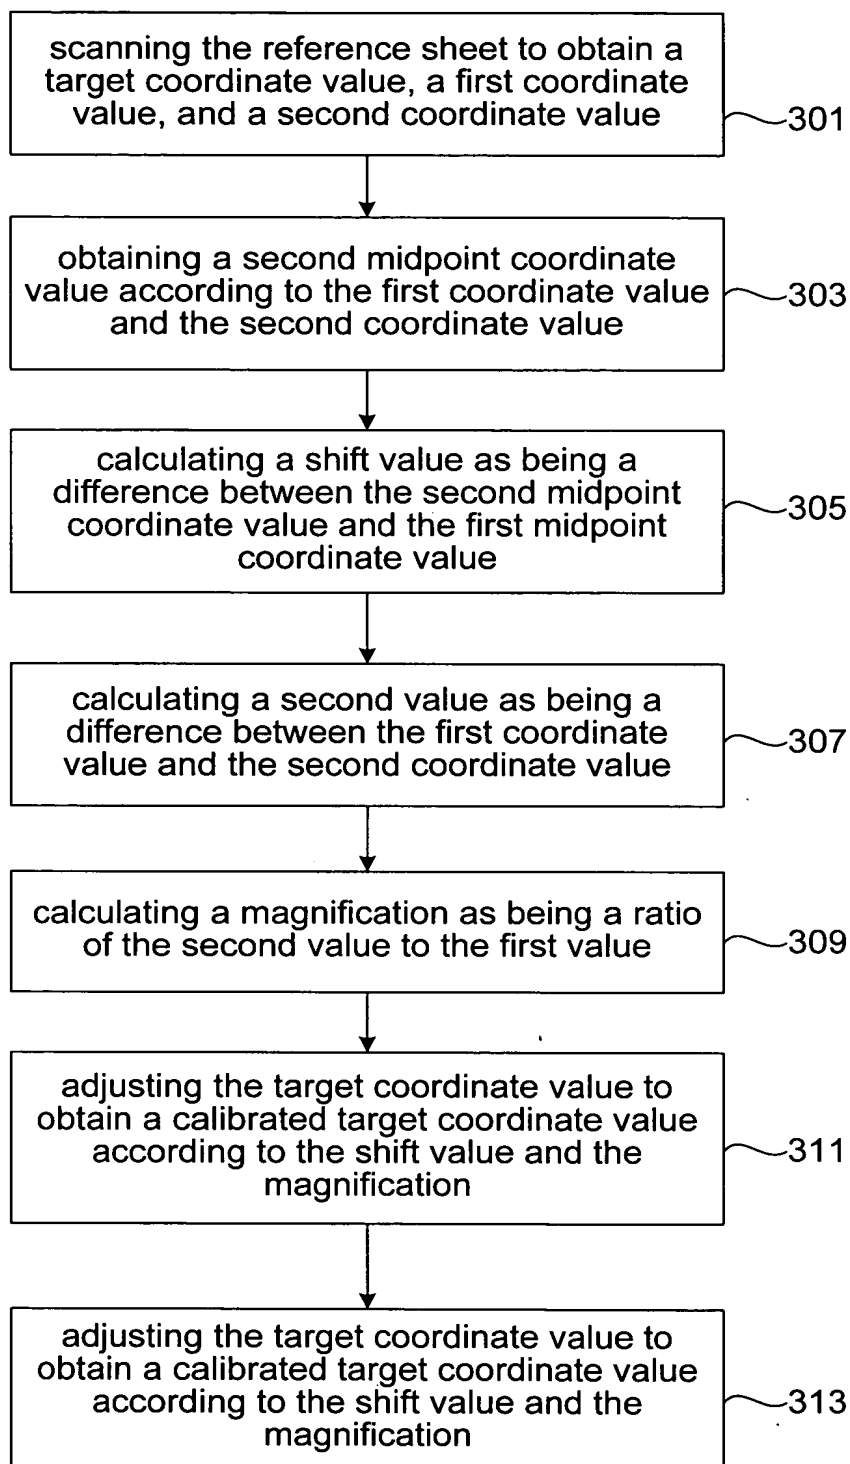 scanning the reference sheet to obtain a
target coordinate value, a first coordinate
value, and a second coordinate value
301
obtaining a second midpoint coordinate
value according to the first coordinate value
and the second coordinate value
303
calculating a shift value as being a
difference between the second midpoint
coordinate value and the first midpoint
coordinate value
305
calculating a second value as being a
difference between the first coordinate
value and the second coordinate value
307
calculating a magnification as being a ratio
of the second value to the first value
309
adjusting the target coordinate value to
obtain a calibrated target coordinate value
according to the shift value and the
magnification
311
adjusting the target coordinate value to
obtain a calibrated target coordinate value
according to the shift value and the
magnification
313